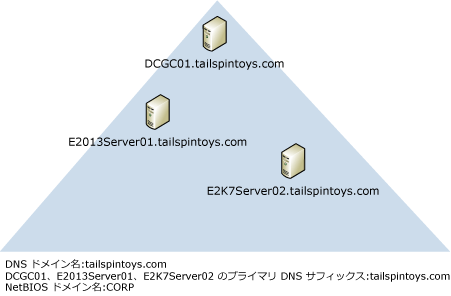 DCGC01.tailspintoys.com
E2013Server01.tailspintoys.com
E2K7Server02.tailspintoys.com
DNS ドメイン名:tailspintoys.com
DCGC01、E2013Server01、E2K7Server02 のプライマリ DNS サフィックス:tailspintoys.com
NetBIOS ドメイン名:CORP